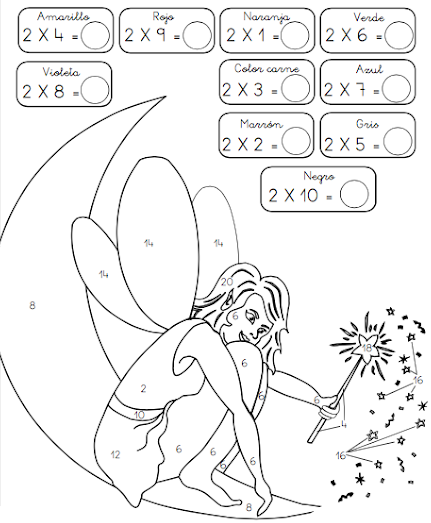 Amarillo Rojo Naranja Verde
2 X 4 = 2 X 9 = 2 X 1 = 2 X 6 =
Violeta Color carne Azul
2 X 8 = 2 X 3 = 2 X 7 =
Marrón Gris
2 X 2 = 2 X 5 =
Negro
2 X 10 =
14 14
14 20
8 6
18
6 16
2 6 6
10 4
12 6 6 16
6
8